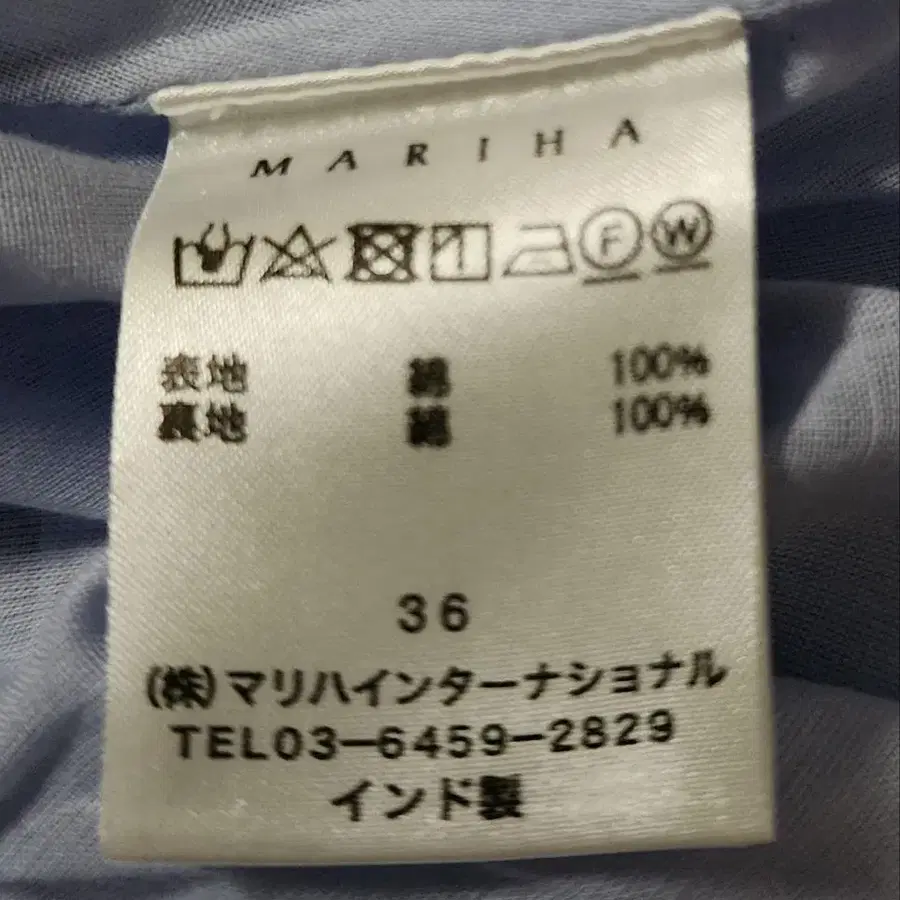 MARIHA
F W
表地 綿 100%
裏地 綿 100%
36
(株)マリハインターナショナル
TEL03-6459-2829
インド製